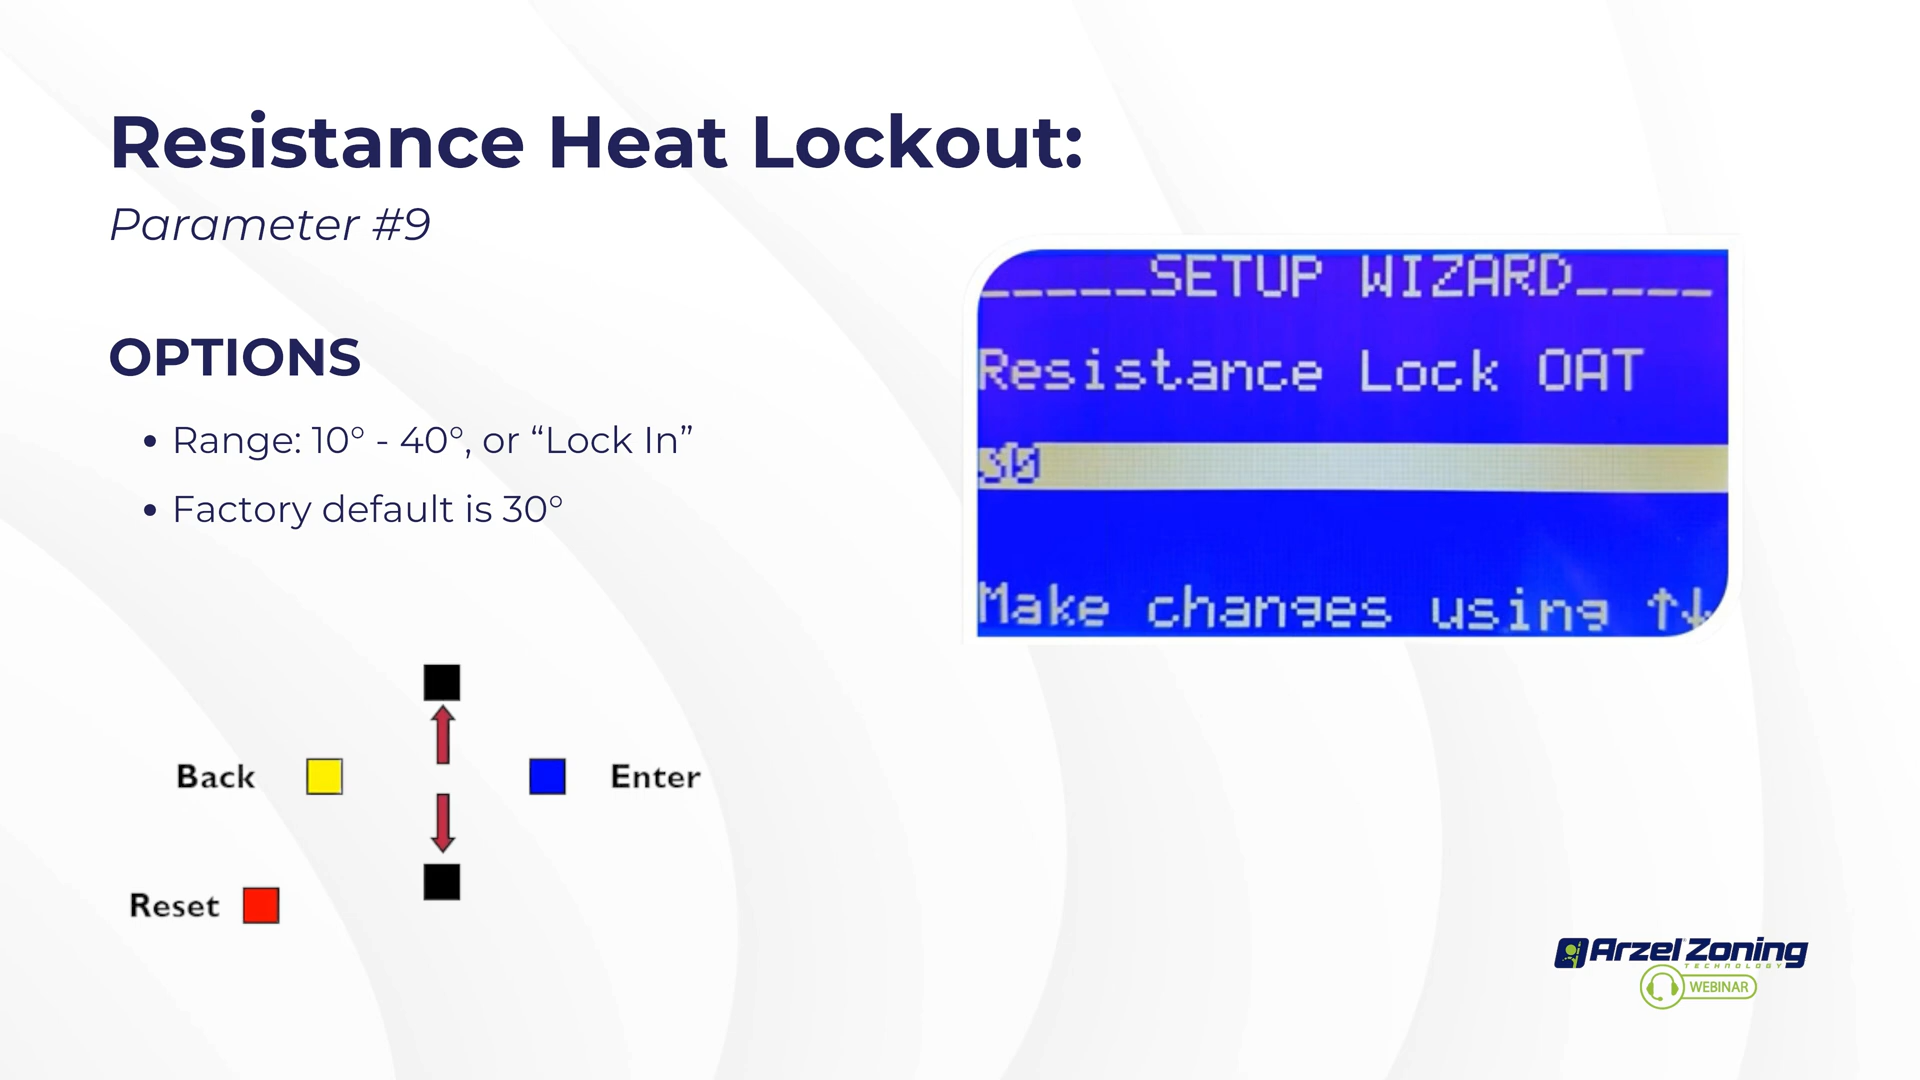 Resistance Heat Lockout:
Parameter #9
OPTIONS
• Range: 10° - 40°, or “Lock In”
• Factory default is 30°
_____SETUP WIZARD____
Resistance Lock OAT
30
Make changes using ↑↓
Back
Enter
Reset
Arzel Zoning
TECHNOLOGY
WEBINAR